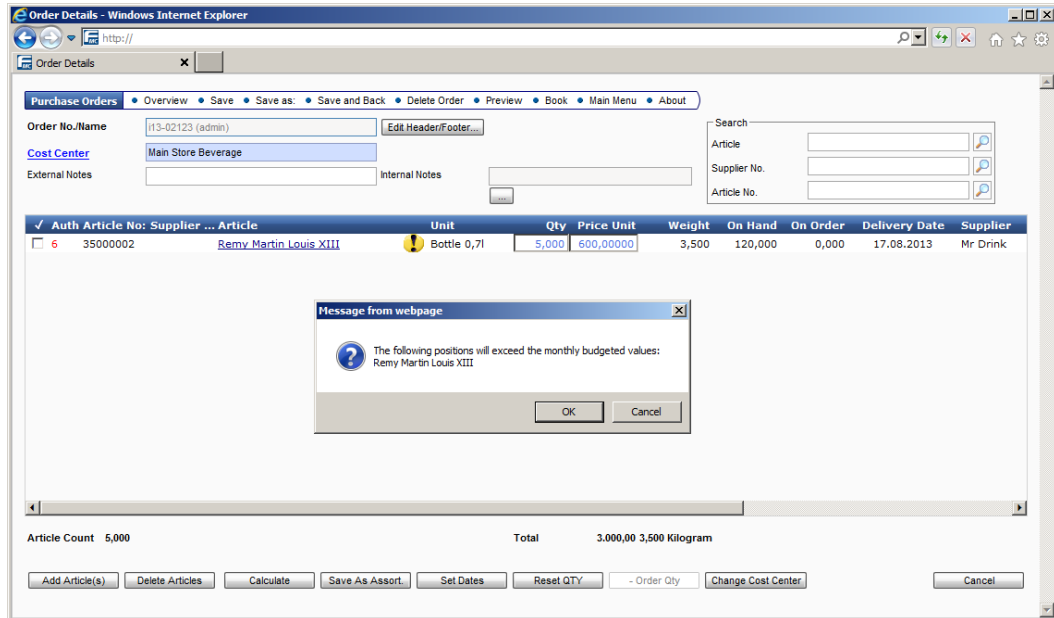 Order Details - Windows Internet Explorer
http://
Order Details
Purchase Orders • Overview • Save • Save as: • Save and Back • Delete Order • Preview • Book • Main Menu • About
Order No./Name i13-02123 (admin) Edit Header/Footer... Search
Article
Cost Center Main Store Beverage
Supplier No.
External Notes Internal Notes
...
Article No.
✓ Auth Article No: Supplier ... Article Unit Qty Price Unit Weight On Hand On Order Delivery Date Supplier
6 35000002 Remy Martin Louis XIII Bottle 0,7l 5,000 600,00000 3,500 120,000 0,000 17.08.2013 Mr Drink
Message from webpage
The following positions will exceed the monthly budgeted values:
Remy Martin Louis XIII
OK Cancel
Article Count 5,000 Total 3.000,00 3,500 Kilogram
Add Article(s) Delete Articles Calculate Save As Assort. Set Dates Reset QTY - Order Qty Change Cost Center Cancel